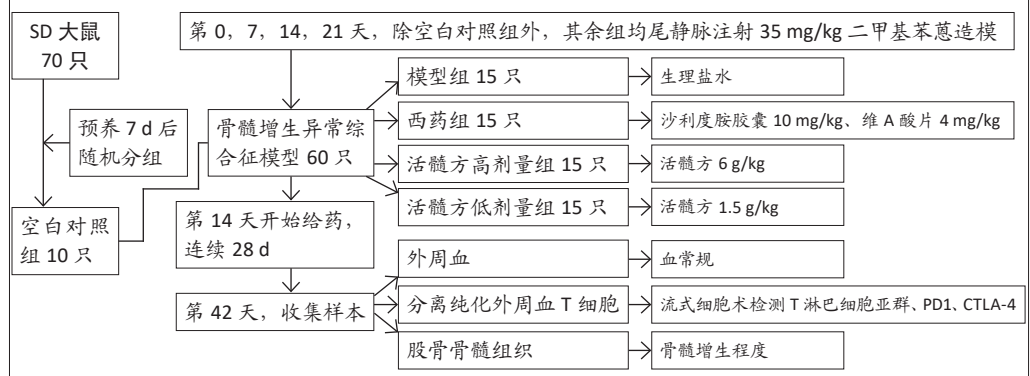 SD 大鼠
70 只
第 0，7，14，21 天，除空白对照组外，其余组均尾静脉注射 35 mg/kg 二甲基苯蒽造模
预养 7 d 后
随机分组
空白对照
组 10 只
骨髓增生异常综
合征模型 60 只
模型组 15 只
生理盐水
西药组 15 只
沙利度胺胶囊 10 mg/kg、维 A 酸片 4 mg/kg
活髓方高剂量组 15 只
活髓方 6 g/kg
活髓方低剂量组 15 只
活髓方 1.5 g/kg
第 14 天开始给药，
连续 28 d
第 42 天，收集样本
外周血
血常规
分离纯化外周血 T 细胞
流式细胞术检测 T 淋巴细胞亚群、PD1、CTLA-4
股骨骨髓组织
骨髓增生程度